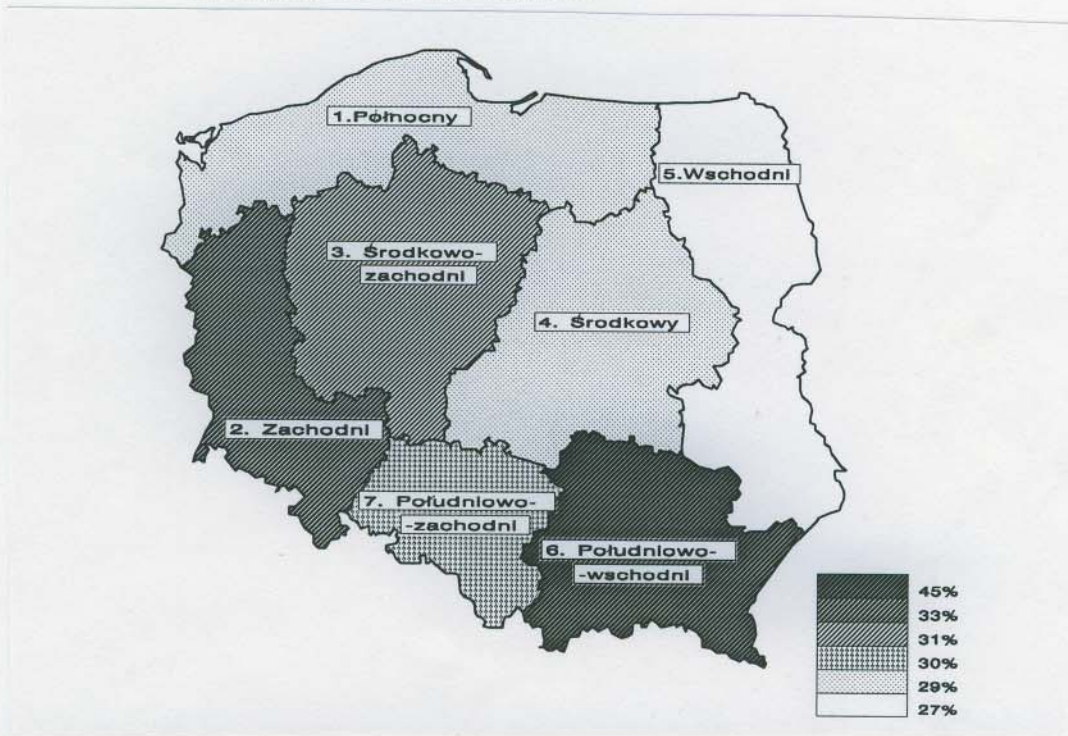 1.Północny
5.Wschodni
3. Środkowo-
zachodni
4. Środkowy
2. Zachodni
7. Południowo-
-zachodni
6. Południowo-
-wschodni
45%
33%
31%
30%
29%
27%